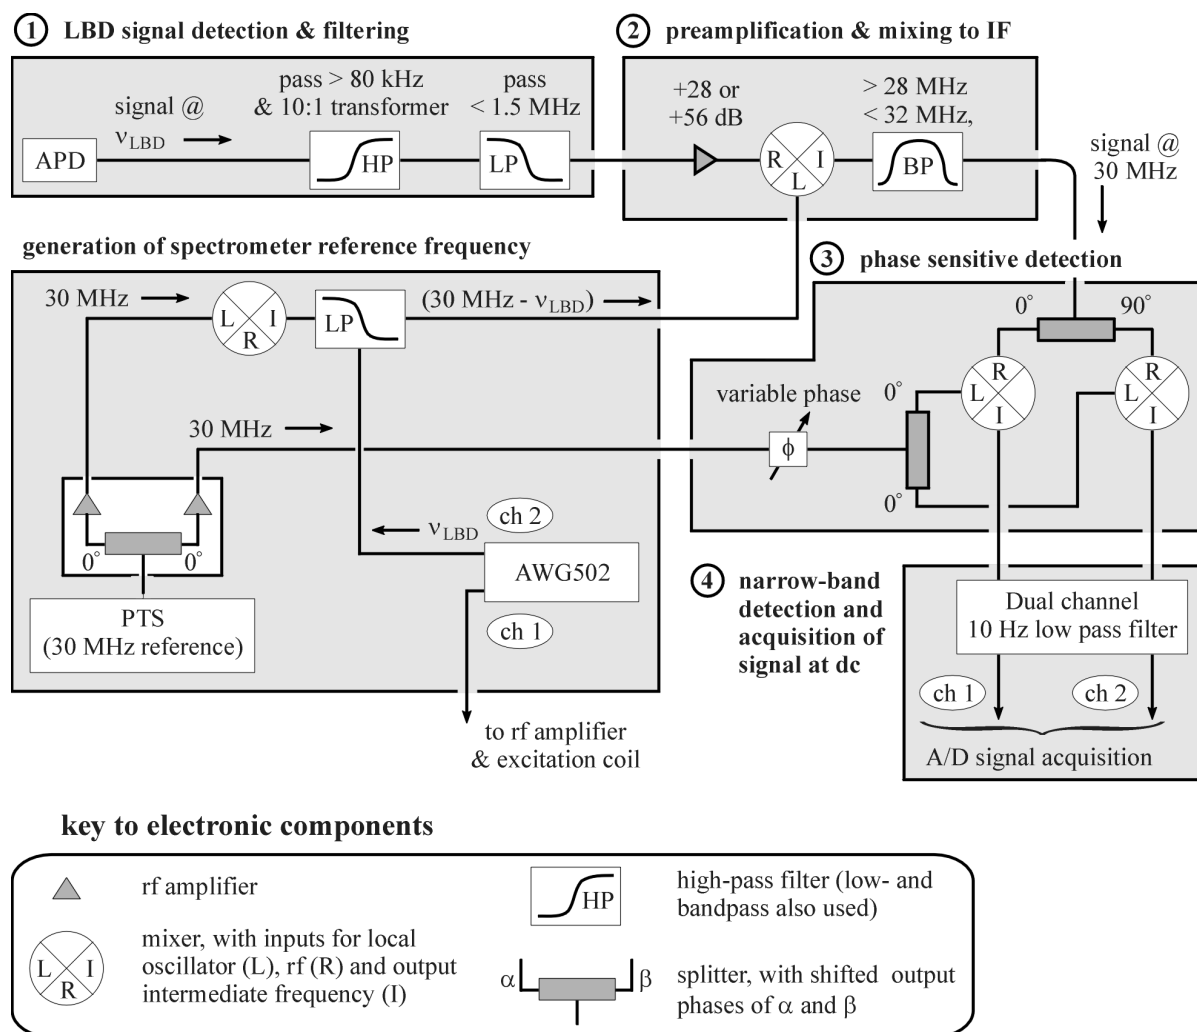 1 LBD signal detection & filtering
pass > 80 kHz
& 10:1 transformer
pass
< 1.5 MHz
signal @
νLBD
APD
HP
LP
2 preamplification & mixing to IF
+28 or
+56 dB
> 28 MHz
< 32 MHz,
R I
L
BP
signal @
30 MHz
generation of spectrometer reference frequency
30 MHz
L I
R
LP
(30 MHz - νLBD)
30 MHz
0° 0°
PTS
(30 MHz reference)
νLBD
ch 2
AWG502
ch 1
to rf amplifier
& excitation coil
3 phase sensitive detection
0° 90°
R
L
I
R
L
I
variable phase
ϕ
0°
0°
4 narrow-band
detection and
acquisition of
signal at dc
Dual channel
10 Hz low pass filter
ch 1
ch 2
A/D signal acquisition
key to electronic components
rf amplifier
L I
R
mixer, with inputs for local
oscillator (L), rf (R) and output
intermediate frequency (I)
HP
high-pass filter (low- and
bandpass also used)
α β
splitter, with shifted output
phases of α and β